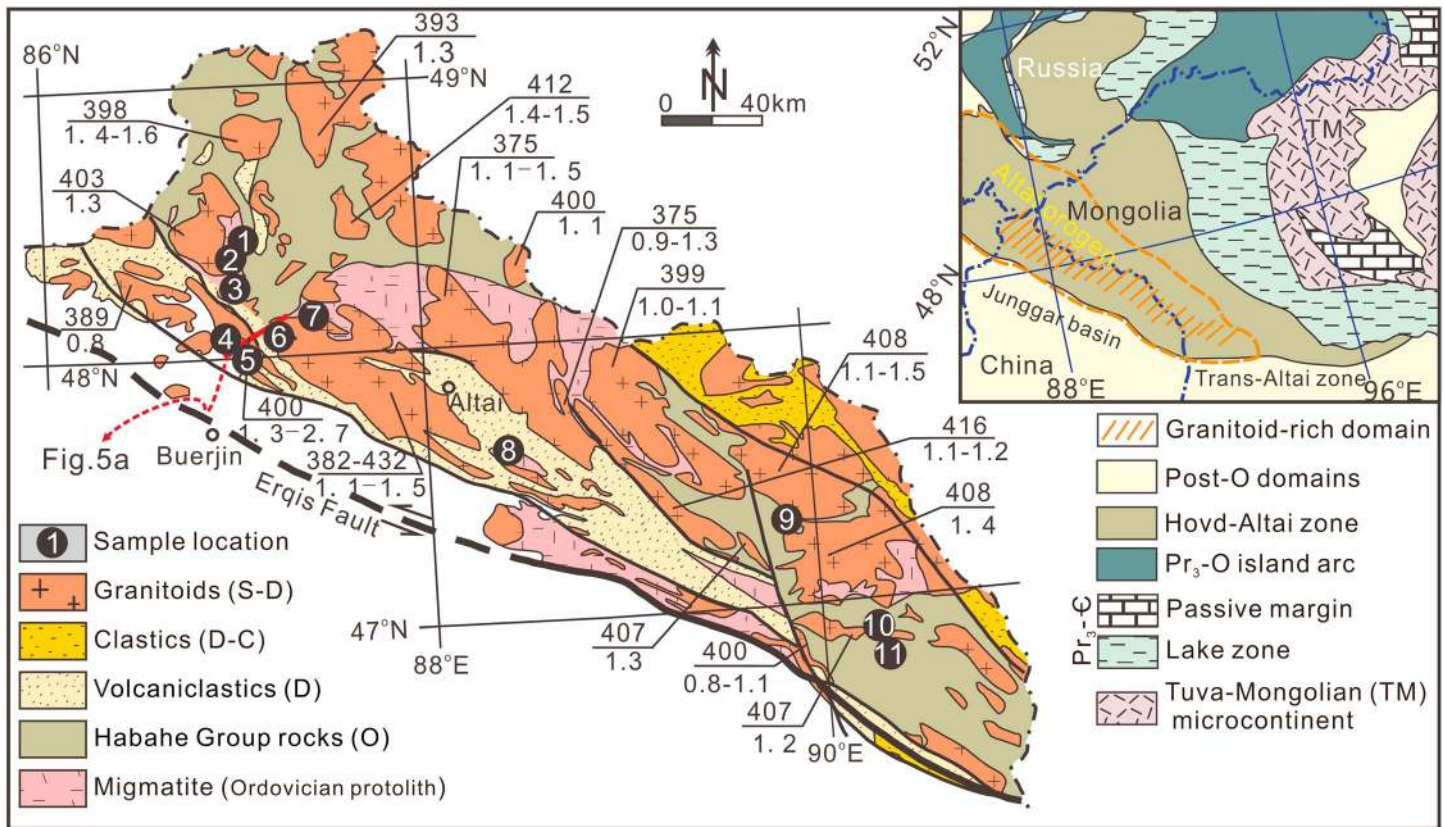 86°N
393
1.3
49°N
N
0 40km
412
1.4-1.5
398
1. 4-1.6
375
1. 1-1. 5
403
1.3
400
1. 1
375
0.9-1.3
399
1.0-1.1
1
2
3
4
5
6
7
389
0.8
48°N
408
1.1-1.5
Altai
400
1. 3-2. 7
Fig.5a
Buerjin
8
416
1.1-1.2
382-432
1. 1-1. 5
Erqis Fault
9
408
1. 4
47°N
88°E
407
1.3
400
0.8-1.1
10
11
407
1. 2
90°E
1 Sample location
Granitoids (S-D)
Clastics (D-C)
Volcaniclastics (D)
Habahe Group rocks (O)
Migmatite (Ordovician protolith)
52°N
Russia
TM
Altai orogen
Mongolia
48°N
Junggar basin
China
88°E
Trans-Altai zone
96°E
Granitoid-rich domain
Post-O domains
Hovd-Altai zone
Pr₃-O island arc
Pr₃-Є
Passive margin
Lake zone
Tuva-Mongolian (TM)
microcontinent